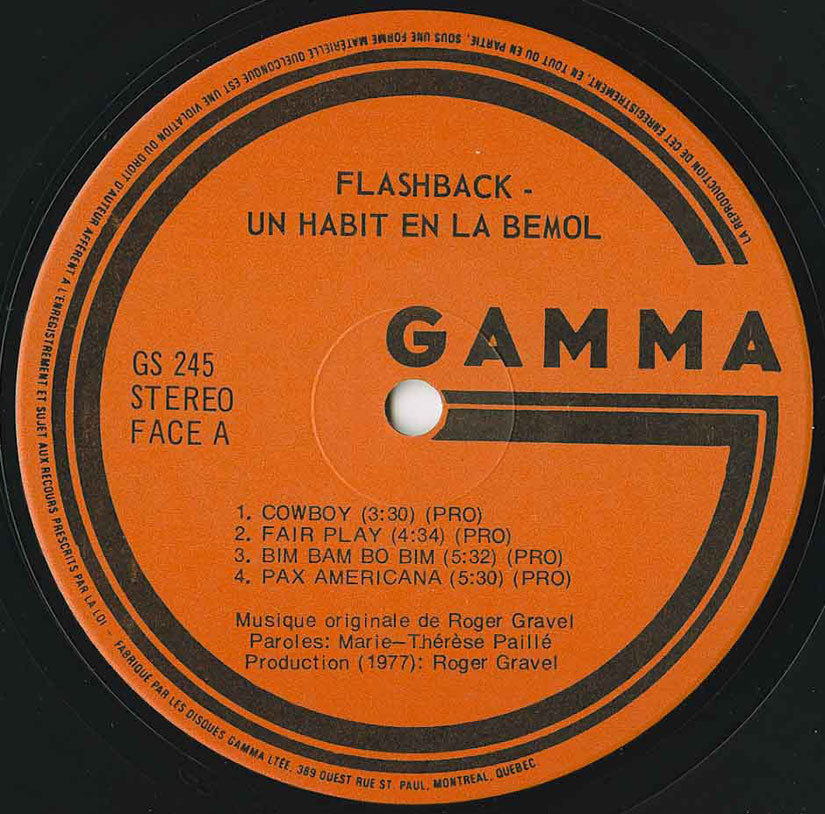 FLASHBACK -
UN HABIT EN LA BEMOL
GAMMA
GS 245
STEREO
FACE A
1. COWBOY (3:30) (PRO)
2. FAIR PLAY (4:34) (PRO)
3. BIM BAM BO BIM (5:32) (PRO)
4. PAX AMERICANA (5:30) (PRO)
Musique originale de Roger Gravel
Paroles: Marie—Thérèse Paillé
Production (1977): Roger Gravel
LA REPRODUCTION DE CET ENREGISTREMENT, EN TOUT OU EN PARTIE, SOUS UNE FORME MATÉRIELLE QUELCONQUE EST UNE VIOLATION DU DROIT D'AUTEUR AFFÉRENT A L'ENREGISTREMENT ET SUJET AUX RECOURS PRESCRITS PAR LA LOI - FABRIQUÉ PAR LES DISQUES GAMMA LTÉE, 389 OUEST RUE ST. PAUL, MONTREAL, QUÉBEC